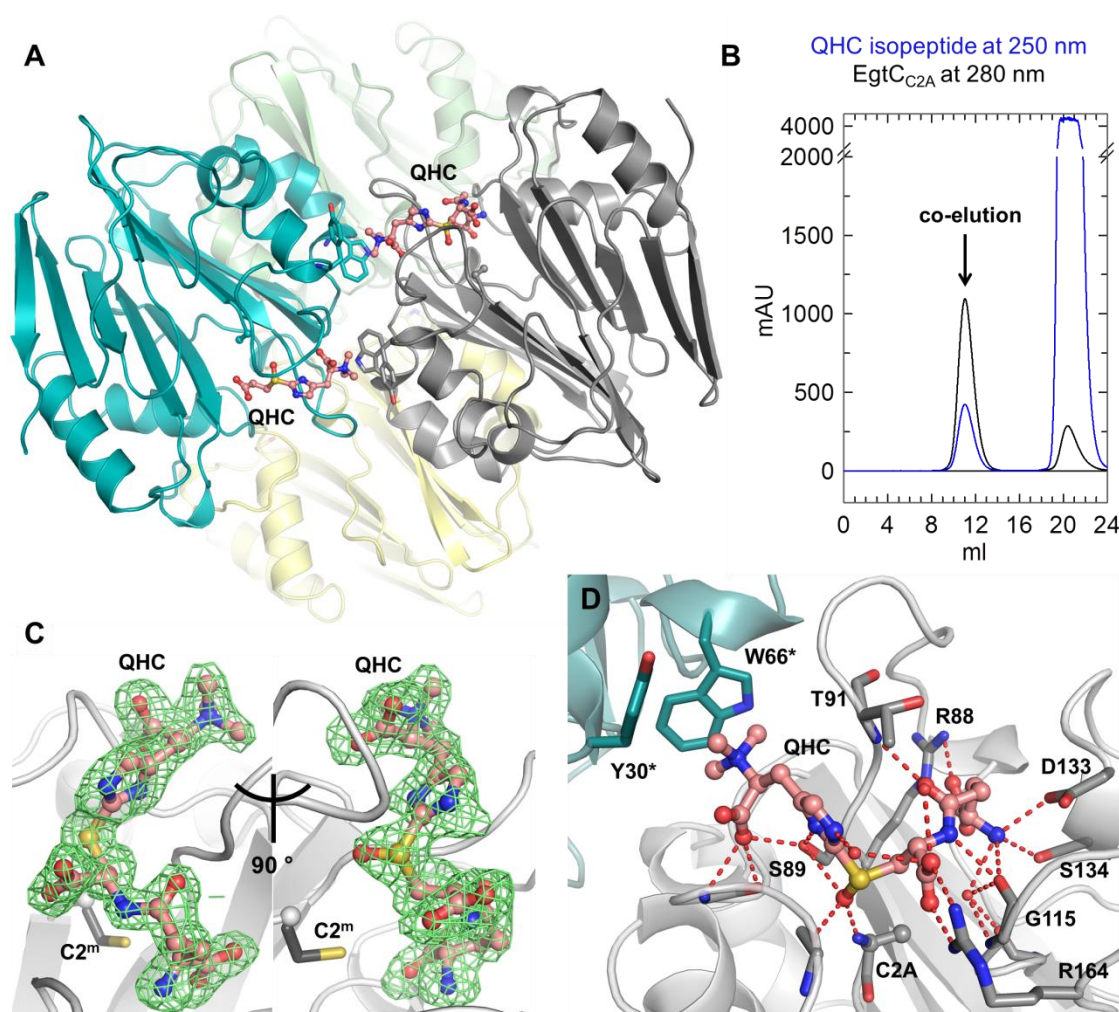 A
QHC
QHC
B
QHC isopeptide at 250 nm
EgtC_C2A at 280 nm
4000
2000
1500
1000
500
0
mAU
co-elution
0 4 8 12 16 20 24
ml
C
QHC
QHC
C2ᵐ
90 °
C2ᵐ
D
W66*
Y30*
T91
R88
QHC
D133
S89
S134
G115
C2A
R164